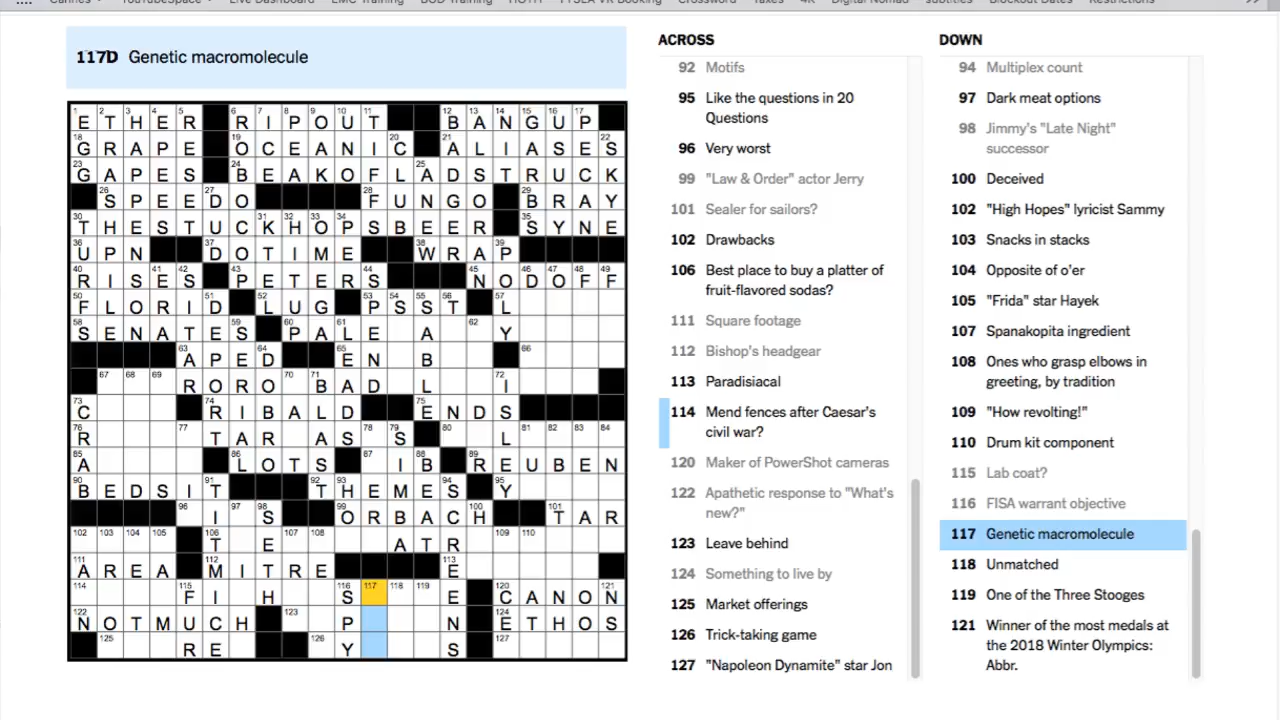 117D Genetic macromolecule
ACROSS
92 Motifs
95 Like the questions in 20
Questions
96 Very worst
99 "Law & Order" actor Jerry
101 Sealer for sailors?
102 Drawbacks
106 Best place to buy a platter of
fruit-flavored sodas?
111 Square footage
112 Bishop's headgear
113 Paradisiacal
114 Mend fences after Caesar's
civil war?
120 Maker of PowerShot cameras
122 Apathetic response to "What's
new?"
123 Leave behind
124 Something to live by
125 Market offerings
126 Trick-taking game
127 "Napoleon Dynamite" star Jon
DOWN
94 Multiplex count
97 Dark meat options
98 Jimmy's "Late Night"
successor
100 Deceived
102 "High Hopes" lyricist Sammy
103 Snacks in stacks
104 Opposite of o'er
105 "Frida" star Hayek
107 Spanakopita ingredient
108 Ones who grasp elbows in
greeting, by tradition
109 "How revolting!"
110 Drum kit component
115 Lab coat?
116 FISA warrant objective
117 Genetic macromolecule
118 Unmatched
119 One of the Three Stooges
121 Winner of the most medals at
the 2018 Winter Olympics:
Abbr.
ETHER RIPOUT BANGUP
GRAPE OCEANIC ALIASES
GAPES BEAKOFLADSTRUCK
SPEEDO FUNGO BRAY
THESTUCKHOPSBEER SYNE
UPN DOTIME WRAP
RISES PETERS NODOFF
FLORID LUG PSST L
SENATES PALE A Y
APED EN B
RORO BAD L I
C RIBALD ENDS S
R TAR AS S L
A LOTS IB REUBEN
BEDSIT THEMES Y
I S ORBACH TAR
T E ATR
AREA MITRE E
FI H S E CANON
NOTMUCH P N ETHOS
RE Y S